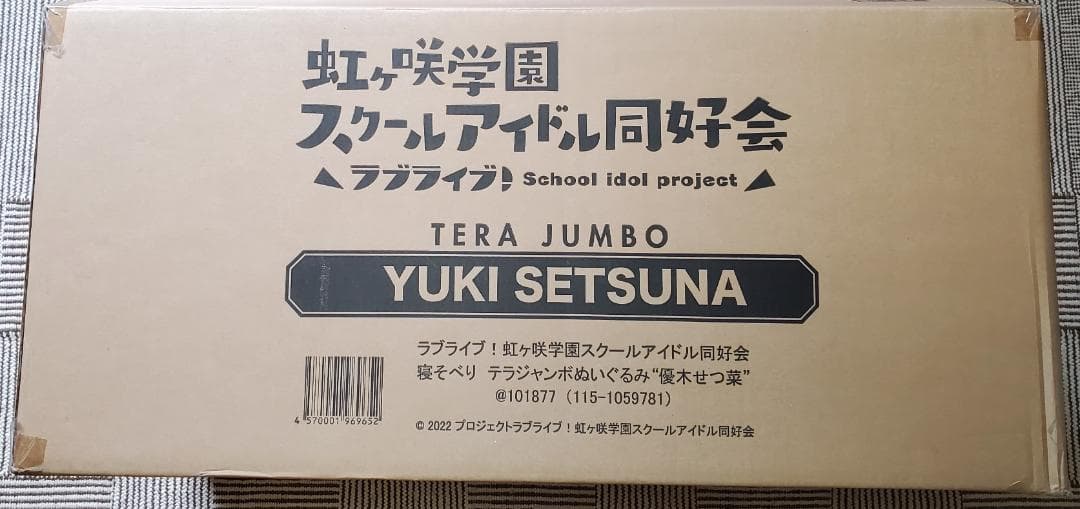 虹ヶ咲学園
スクールアイドル同好会
ラブライブ! School idol project
TERA JUMBO
YUKI SETSUNA
ラブライブ！虹ヶ咲学園スクールアイドル同好会
寝そべり テラジャンボぬいぐるみ“優木せつ菜”
@101877 (115-1059781)
4 570001 969652
© 2022 プロジェクトラブライブ！虹ヶ咲学園スクールアイドル同好会